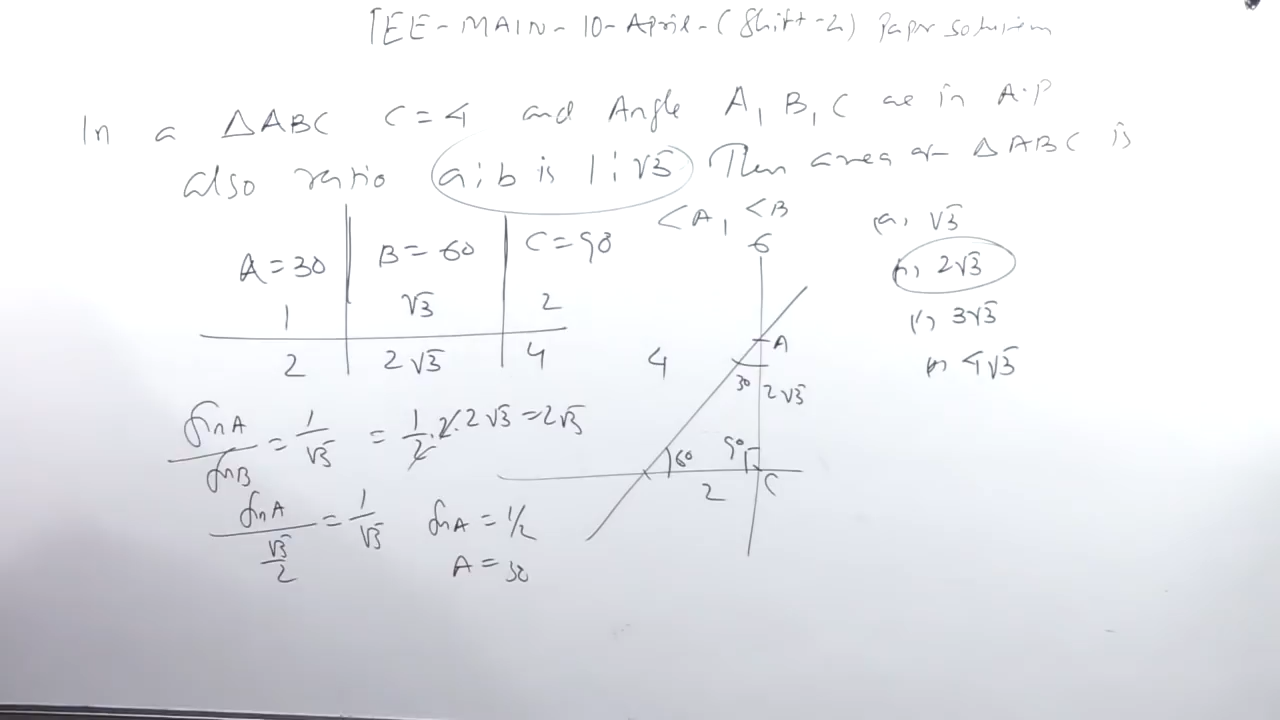 JEE-MAIN-10-April-(Shift-2) Paper solution
In a △ABC C=4 and Angle A, B, C are in A.P
also ratio a:b is 1:√3 Then area of △ABC is
<A, <B
(a, √3
A=30 B=60 C=90
2√3
1 √3 2
3√3
2 2√3 4
4√3
4
6
A
30
2√3
60
90
2
C
sinA/sinB = 1/√3 = 1/2.2.2√3=2√3
sinA/(√3/2) = 1/√3 sinA = 1/2
A=30